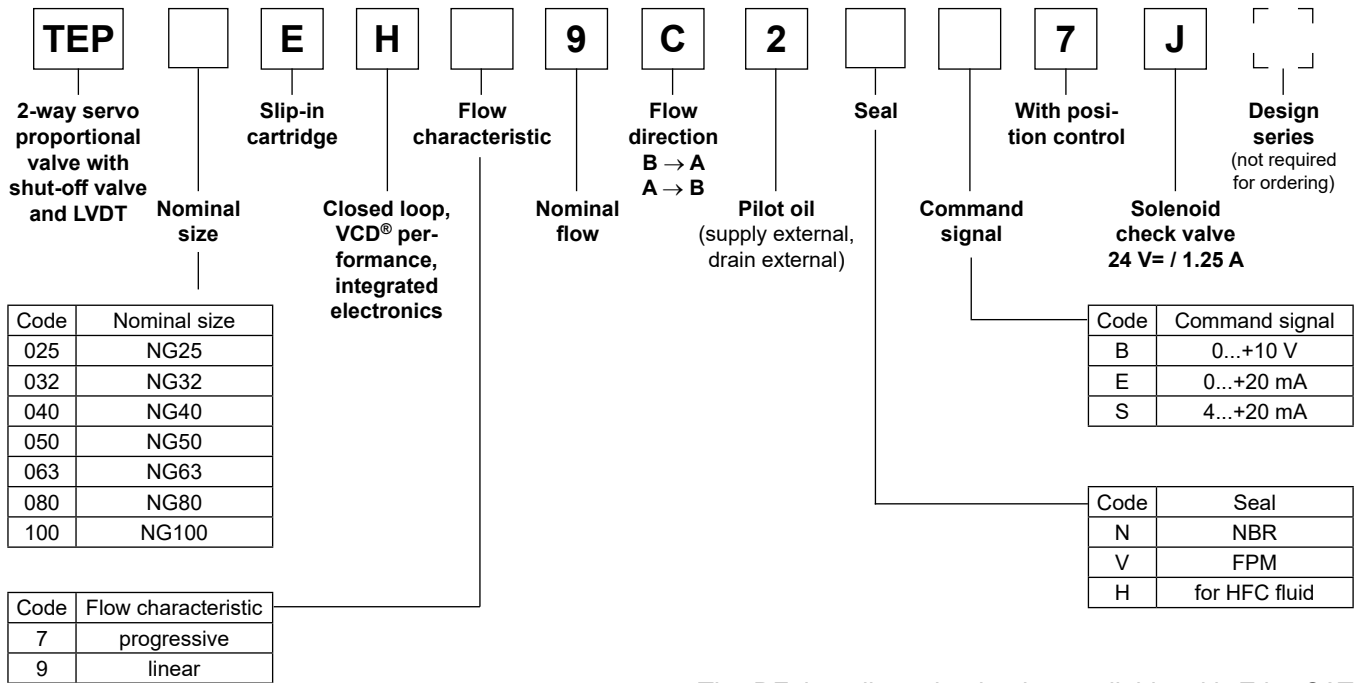 TEP E H 9 C 2 7 J
2-way servo
proportional
valve with
shut-off valve
and LVDT
Nominal
size
Slip-in
cartridge
Closed loop,
VCD® per-
formance,
integrated
electronics
Flow
characteristic
Nominal
flow
Flow
direction
B → A
A → B
Pilot oil
(supply external,
drain external)
Seal
Command
signal
With posi-
tion control
Solenoid
check valve
24 V= / 1.25 A
Design
series
(not required
for ordering)
Code Nominal size
025 NG25
032 NG32
040 NG40
050 NG50
063 NG63
080 NG80
100 NG100
Code Flow characteristic
7 progressive
9 linear
Code Command signal
B 0...+10 V
E 0...+20 mA
S 4...+20 mA
Code Seal
N NBR
V FPM
H for HFC fluid